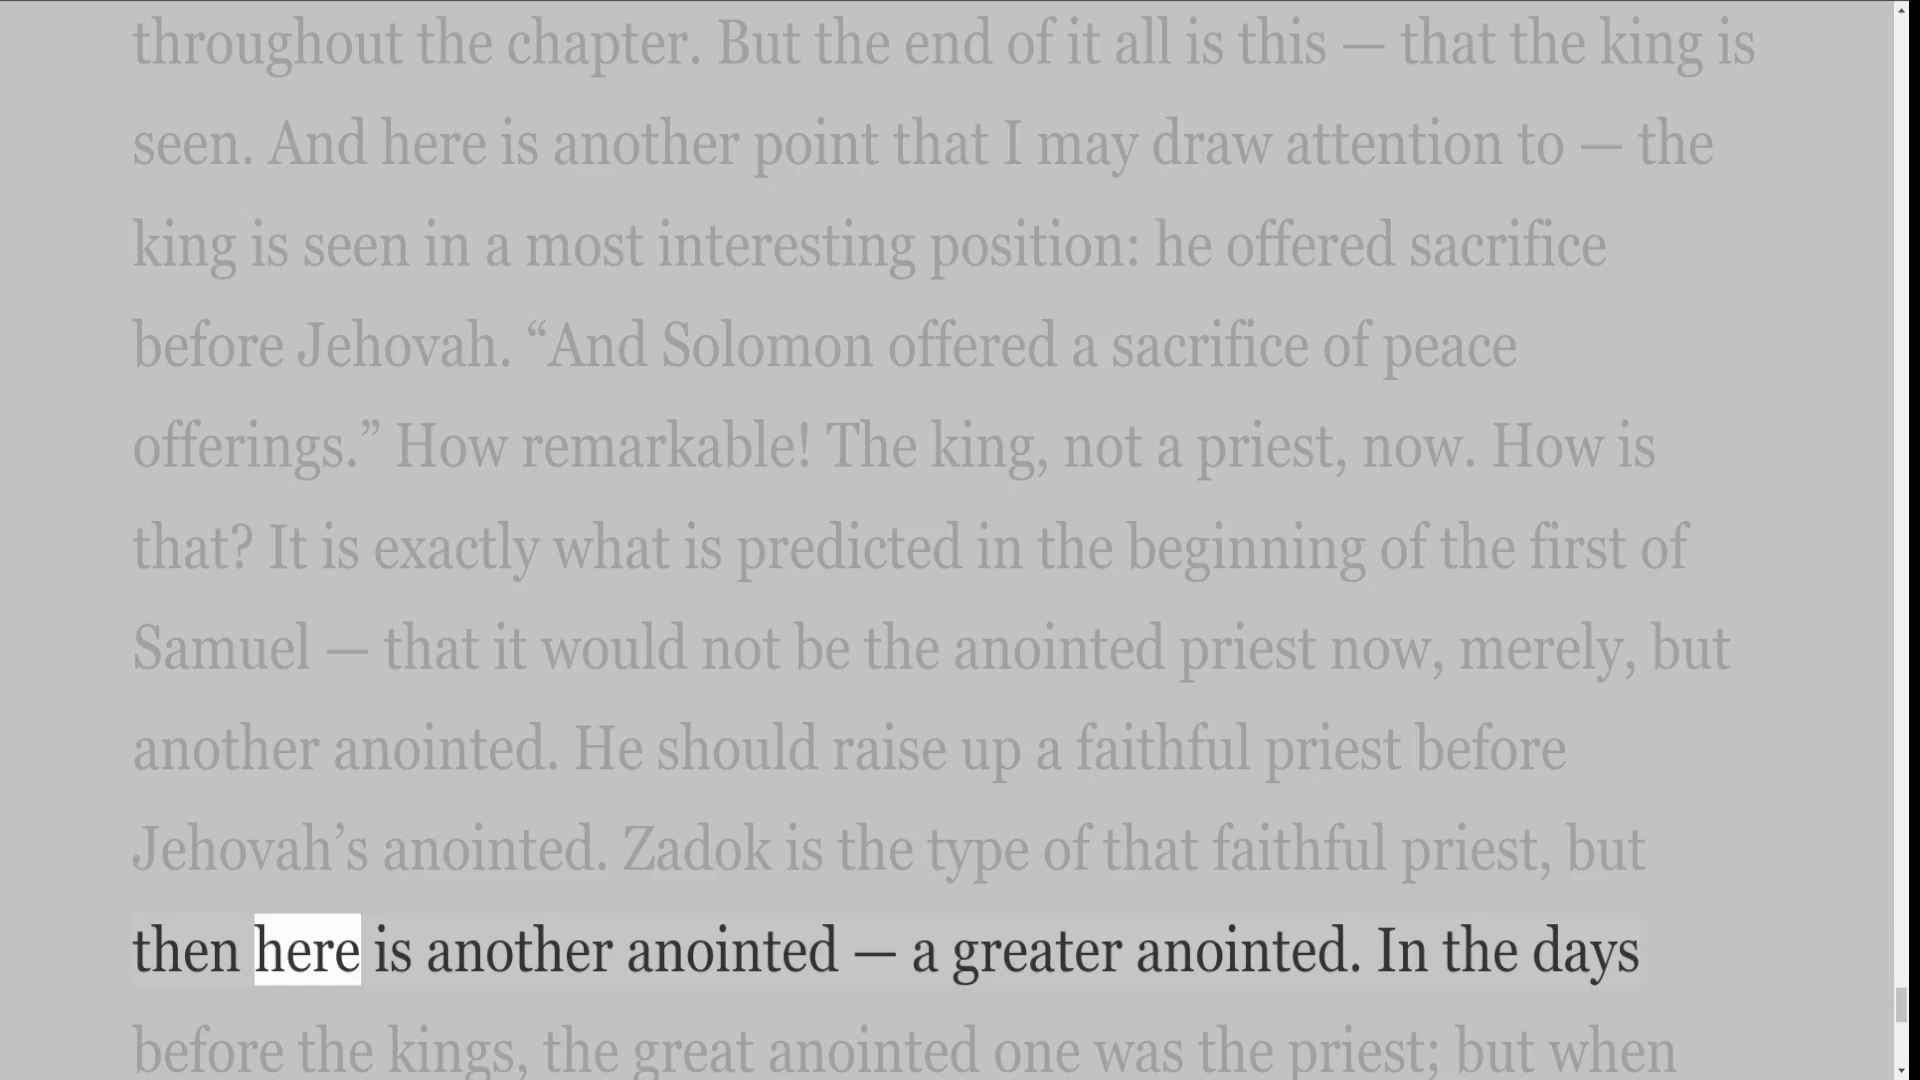 throughout the chapter. But the end of it all is this — that the king is
seen. And here is another point that I may draw attention to — the
king is seen in a most interesting position: he offered sacrifice
before Jehovah. “And Solomon offered a sacrifice of peace
offerings.” How remarkable! The king, not a priest, now. How is
that? It is exactly what is predicted in the beginning of the first of
Samuel — that it would not be the anointed priest now, merely, but
another anointed. He should raise up a faithful priest before
Jehovah’s anointed. Zadok is the type of that faithful priest, but
then here is another anointed — a greater anointed. In the days
before the kings, the great anointed one was the priest; but when